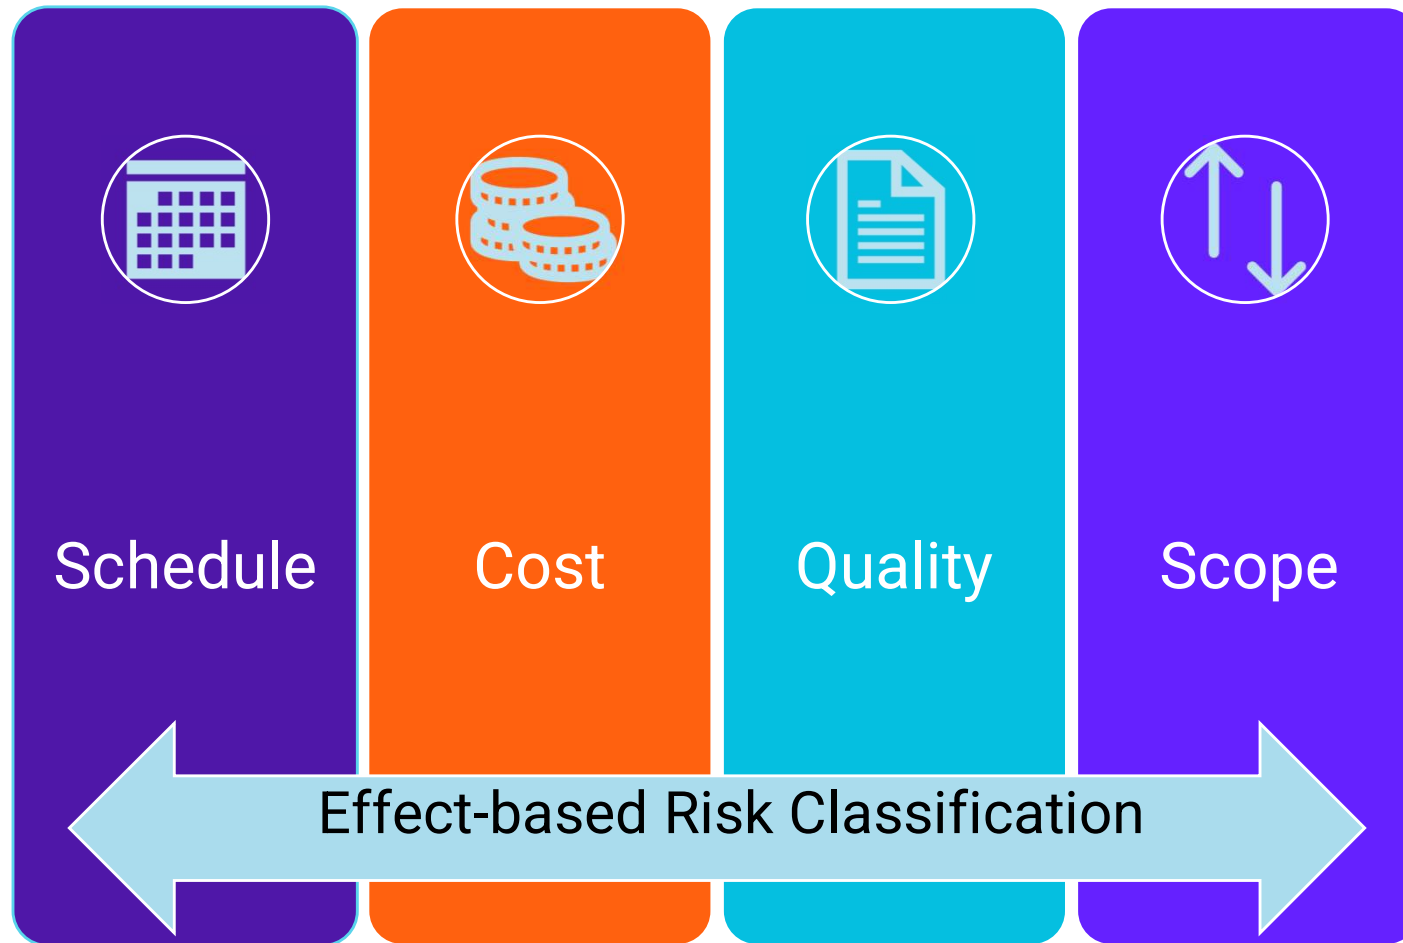 Schedule
Cost
Quality
Scope
Effect-based Risk Classification